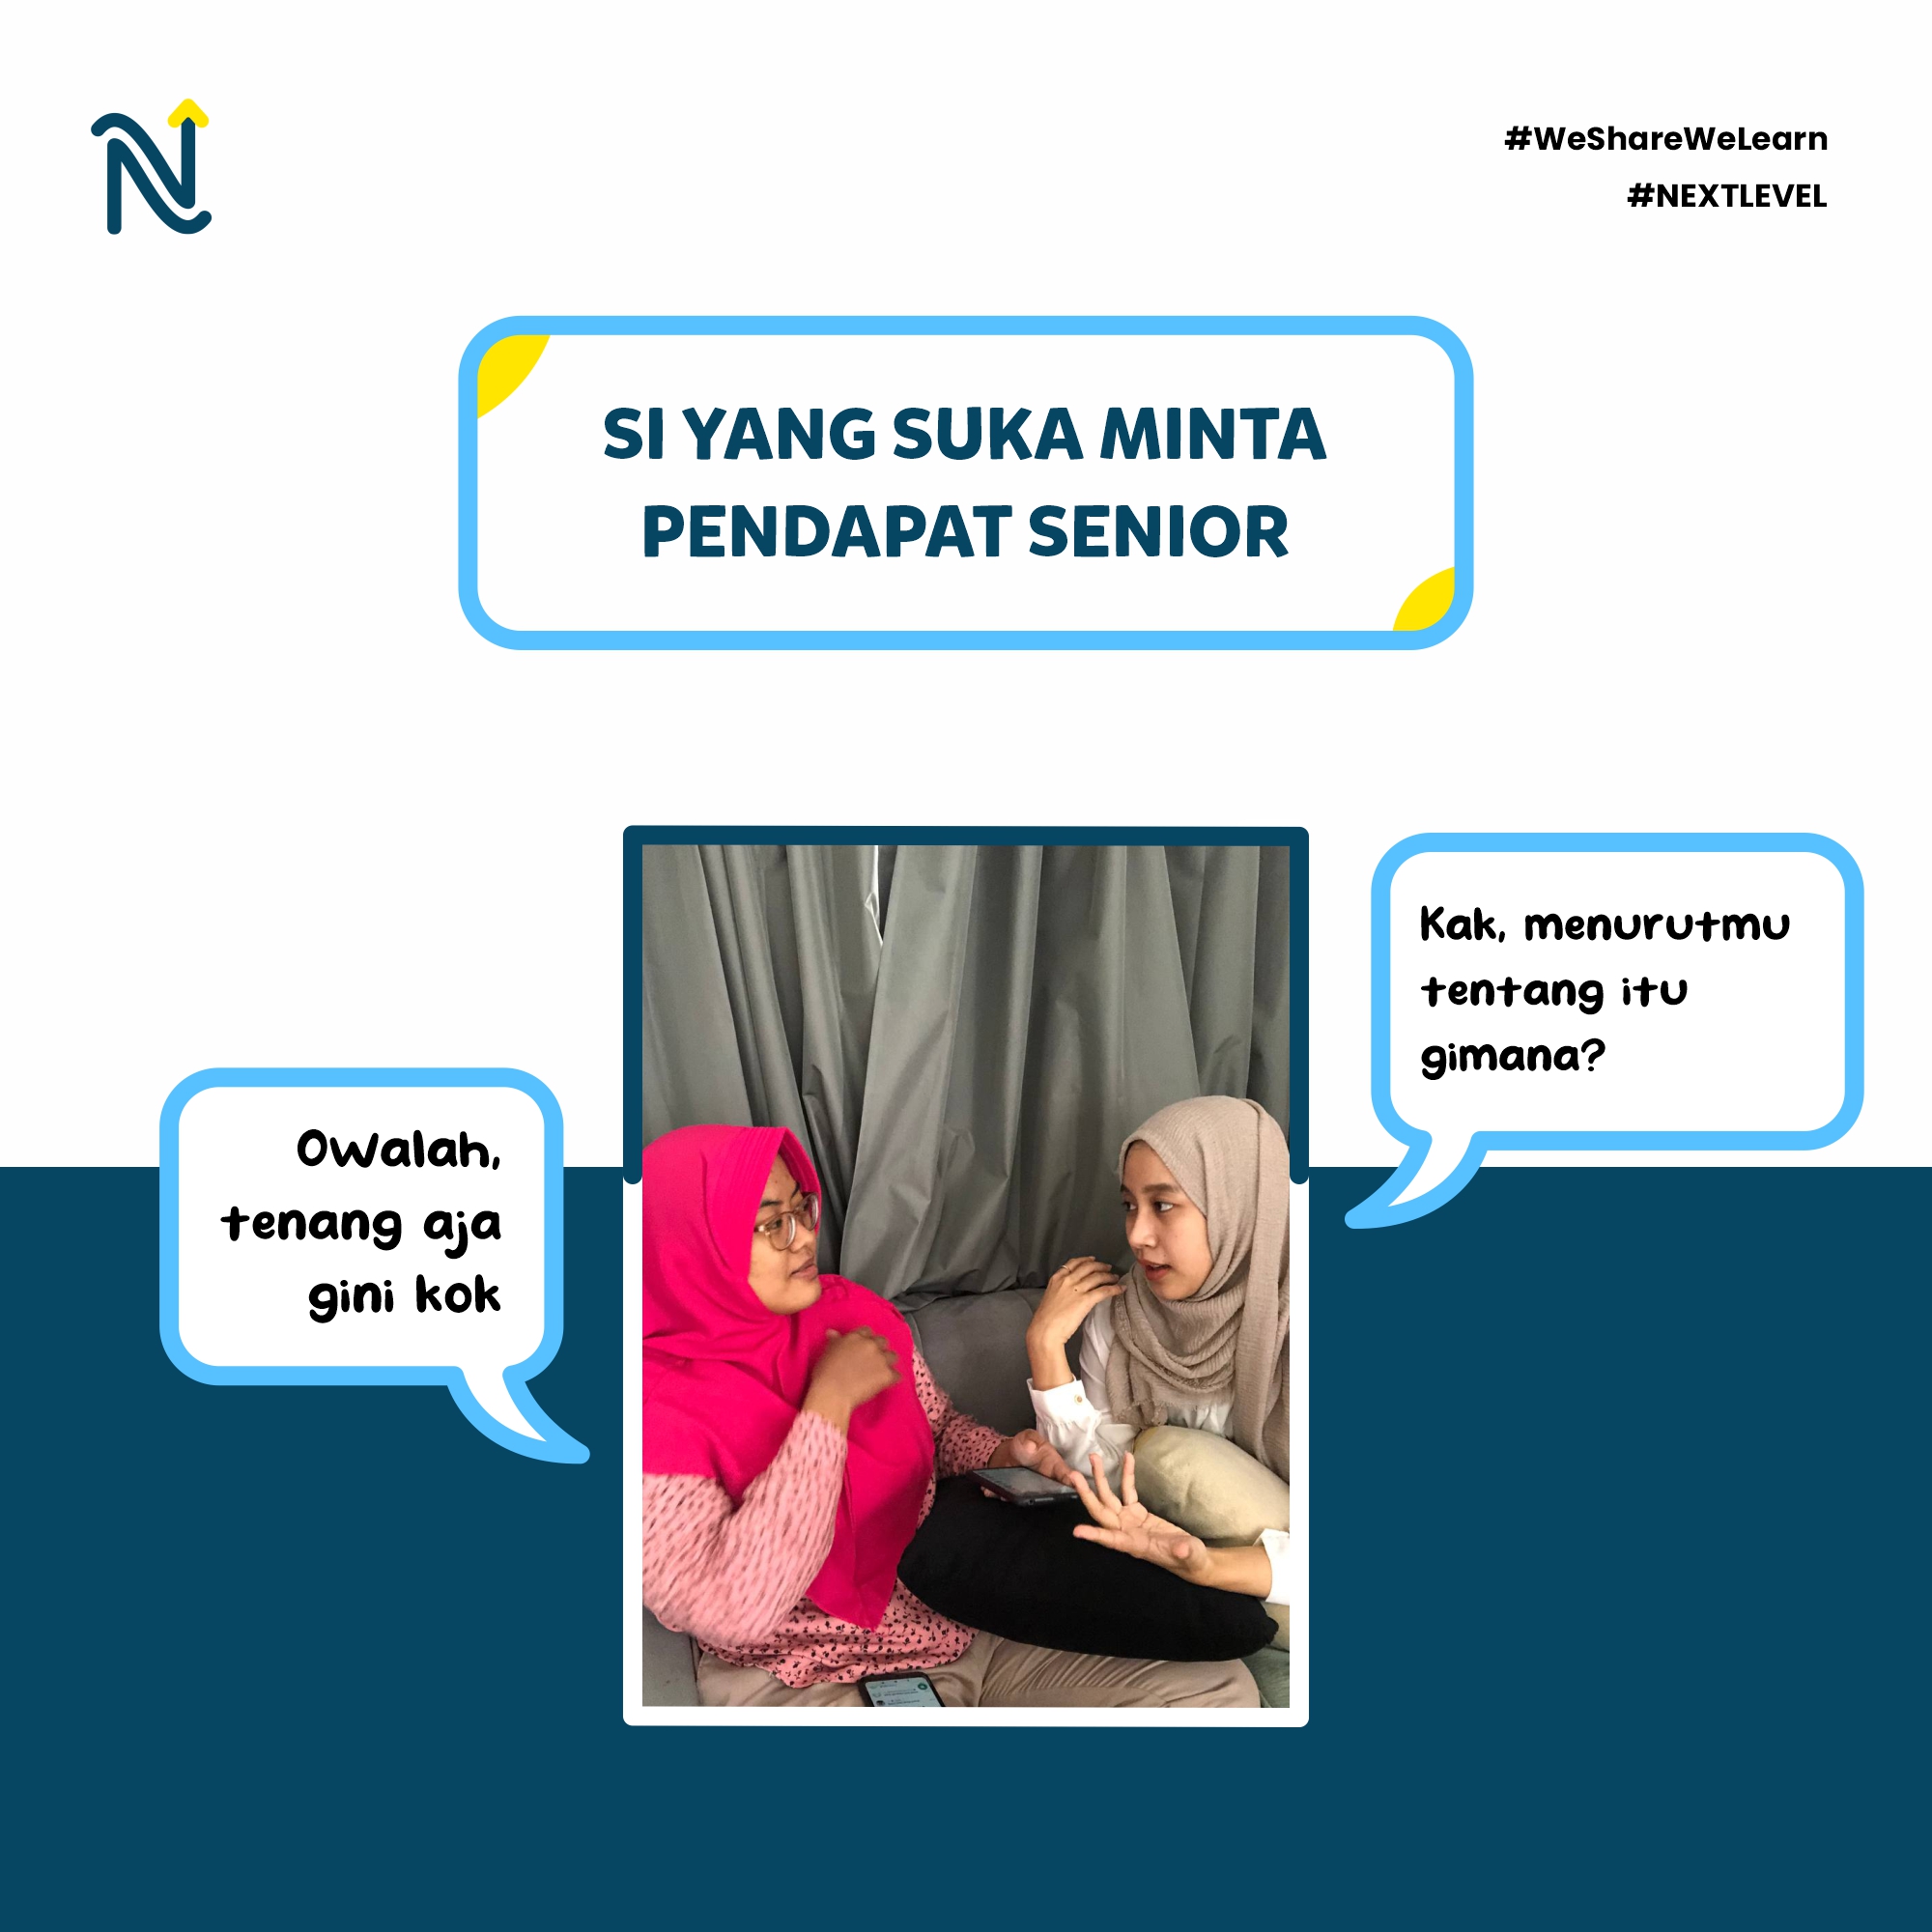 #WeShareWeLearn
#NEXTLEVEL
SI YANG SUKA MINTA
PENDAPAT SENIOR
Kak, menurutmu
tentang itu
gimana?
Owalah,
tenang aja
gini kok